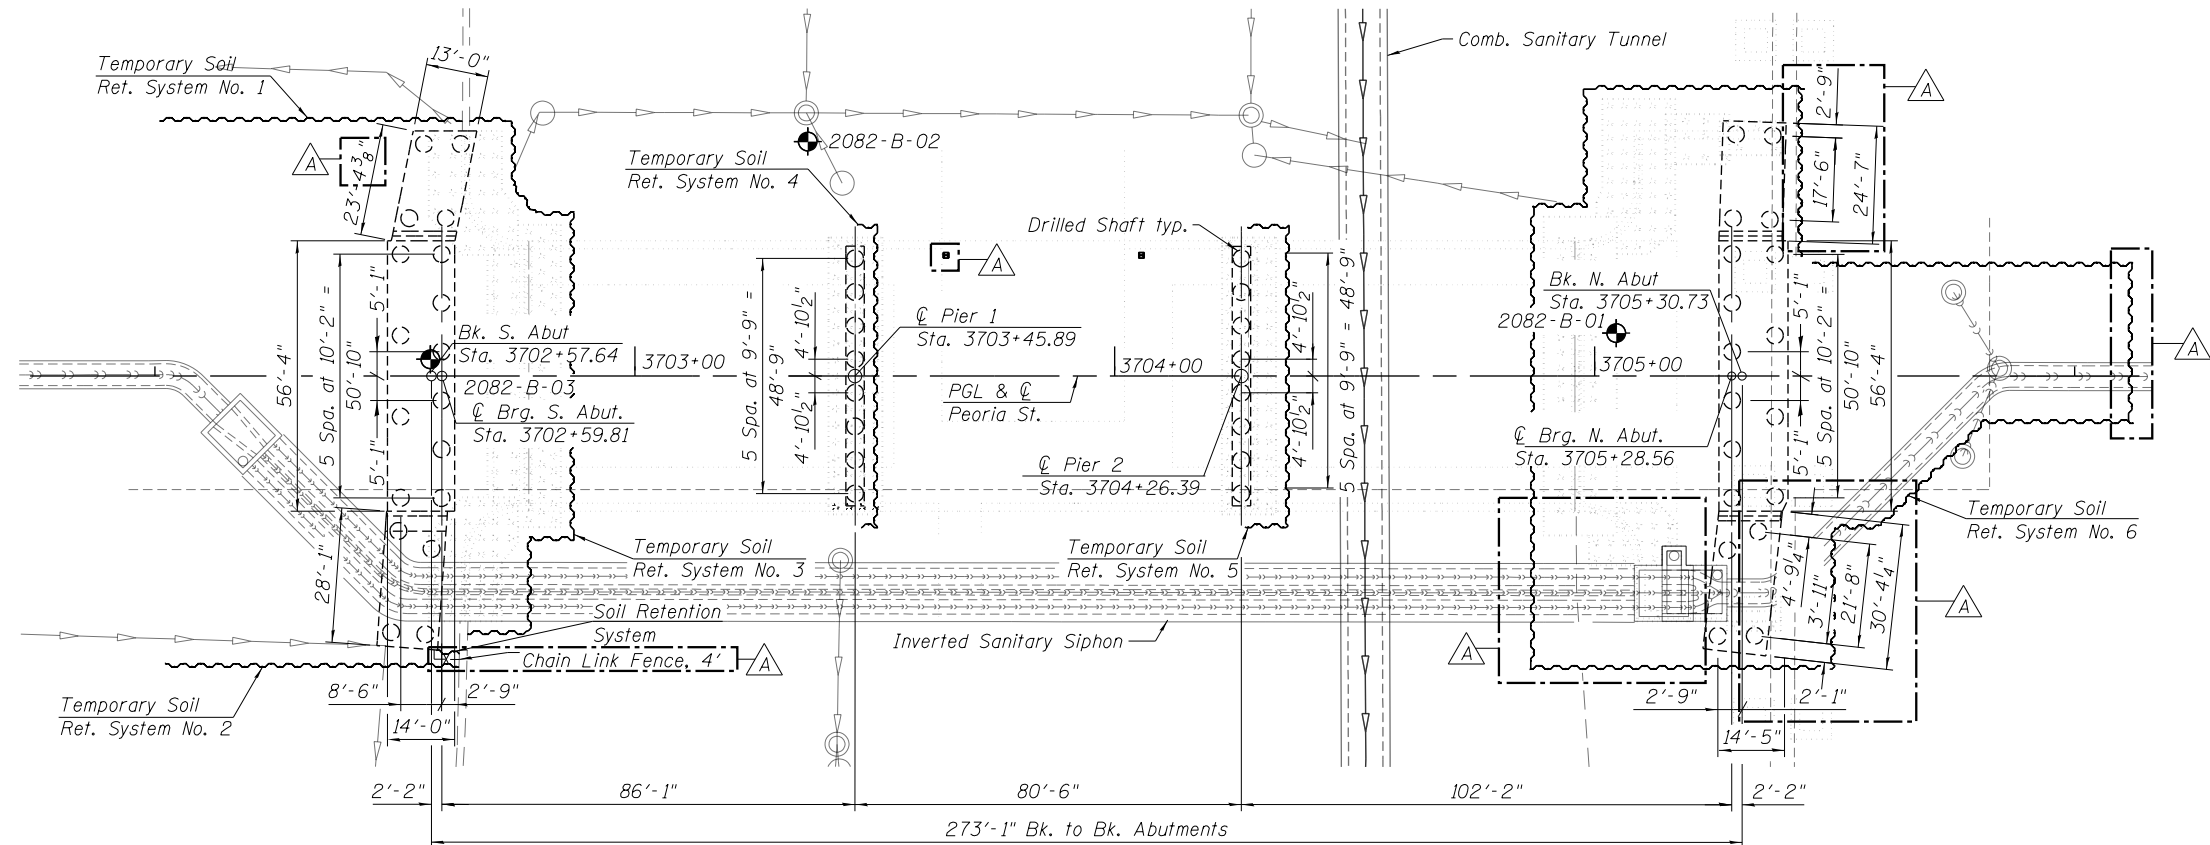 Temporary Soil
Ret. System No. 1
13'-0"
Comb. Sanitary Tunnel
A
2'-9"
A
23'-4 3/8"
2082-B-02
Temporary Soil
Ret. System No. 4
17'-6"
24'-7"
Drilled Shaft typ.
A
A
56'-4"
5 Spa. at 10'-2" =
50'-10"
5'-1"
5'-1"
Bk. S. Abut
Sta. 3702+57.64
2082-B-03
℄ Brg. S. Abut.
Sta. 3702+59.81
3703+00
5 Spa. at 9'-9" =
48'-9"
4'-10½"
4'-10½"
℄ Pier 1
Sta. 3703+45.89
PGL & ℄
Peoria St.
3704+00
℄ Pier 2
Sta. 3704+26.39
4'-10½"
4'-10½"
5 Spa. at 9'-9" = 48'-9"
Bk. N. Abut
Sta. 3705+30.73
2082-B-01
3705+00
℄ Brg. N. Abut.
Sta. 3705+28.56
5'-1"
5'-1"
5 Spa. at 10'-2" =
50'-10"
56'-4"
28'-1"
Temporary Soil
Ret. System No. 3
Temporary Soil
Ret. System No. 5
Temporary Soil
Ret. System No. 6
Soil Retention
System
Chain Link Fence, 4'
A
Inverted Sanitary Siphon
A
4'-9¼"
3'-11"
21'-8"
30'-4¼"
A
Temporary Soil
Ret. System No. 2
8'-6"
2'-9"
14'-0"
2'-9"
2'-1"
14'-5"
2'-2"
86'-1"
80'-6"
102'-2"
2'-2"
273'-1" Bk. to Bk. Abutments